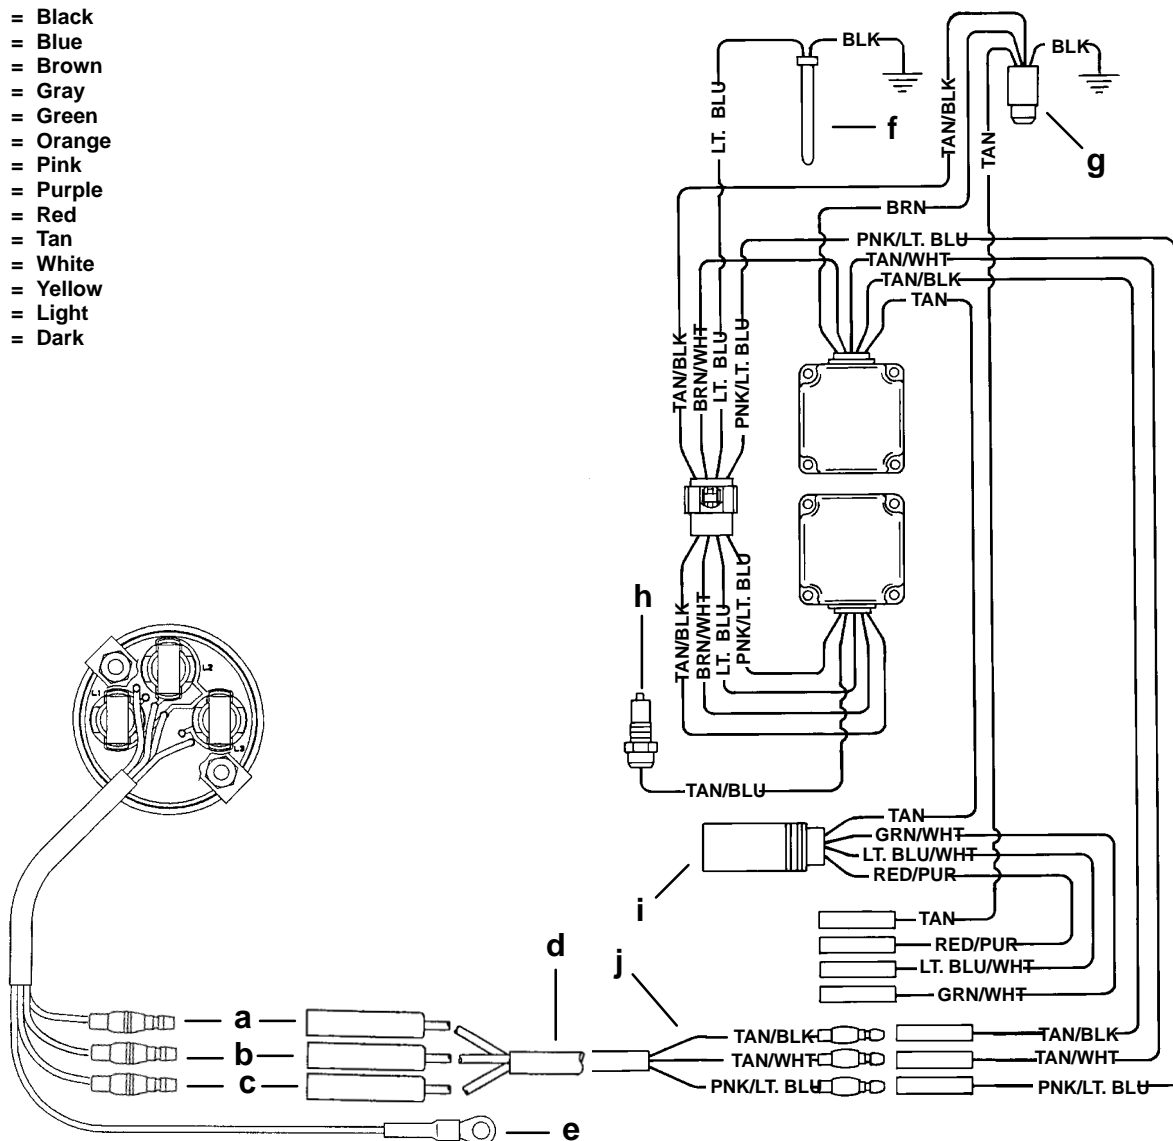 = Black
= Blue
= Brown
= Gray
= Green
= Orange
= Pink
= Purple
= Red
= Tan
= White
= Yellow
= Light
= Dark
BLK
BLK
LT. BLU
TAN/BLK
TAN
f
g
BRN
PNK/LT. BLU
TAN/WHT
TAN/BLK
TAN
TAN/BLK
BRN/WHT
LT. BLU
PNK/LT. BLU
h
TAN/BLK
BRN/WHT
LT. BLU
PNK/LT. BLU
L2
L1
L3
TAN/BLU
TAN
GRN/WHT
LT. BLU/WHT
RED/PUR
i
TAN
RED/PUR
LT. BLU/WHT
GRN/WHT
d
j
a
b
c
e
TAN/BLK
TAN/BLK
TAN/WHT
TAN/WHT
PNK/LT. BLU
PNK/LT. BLU